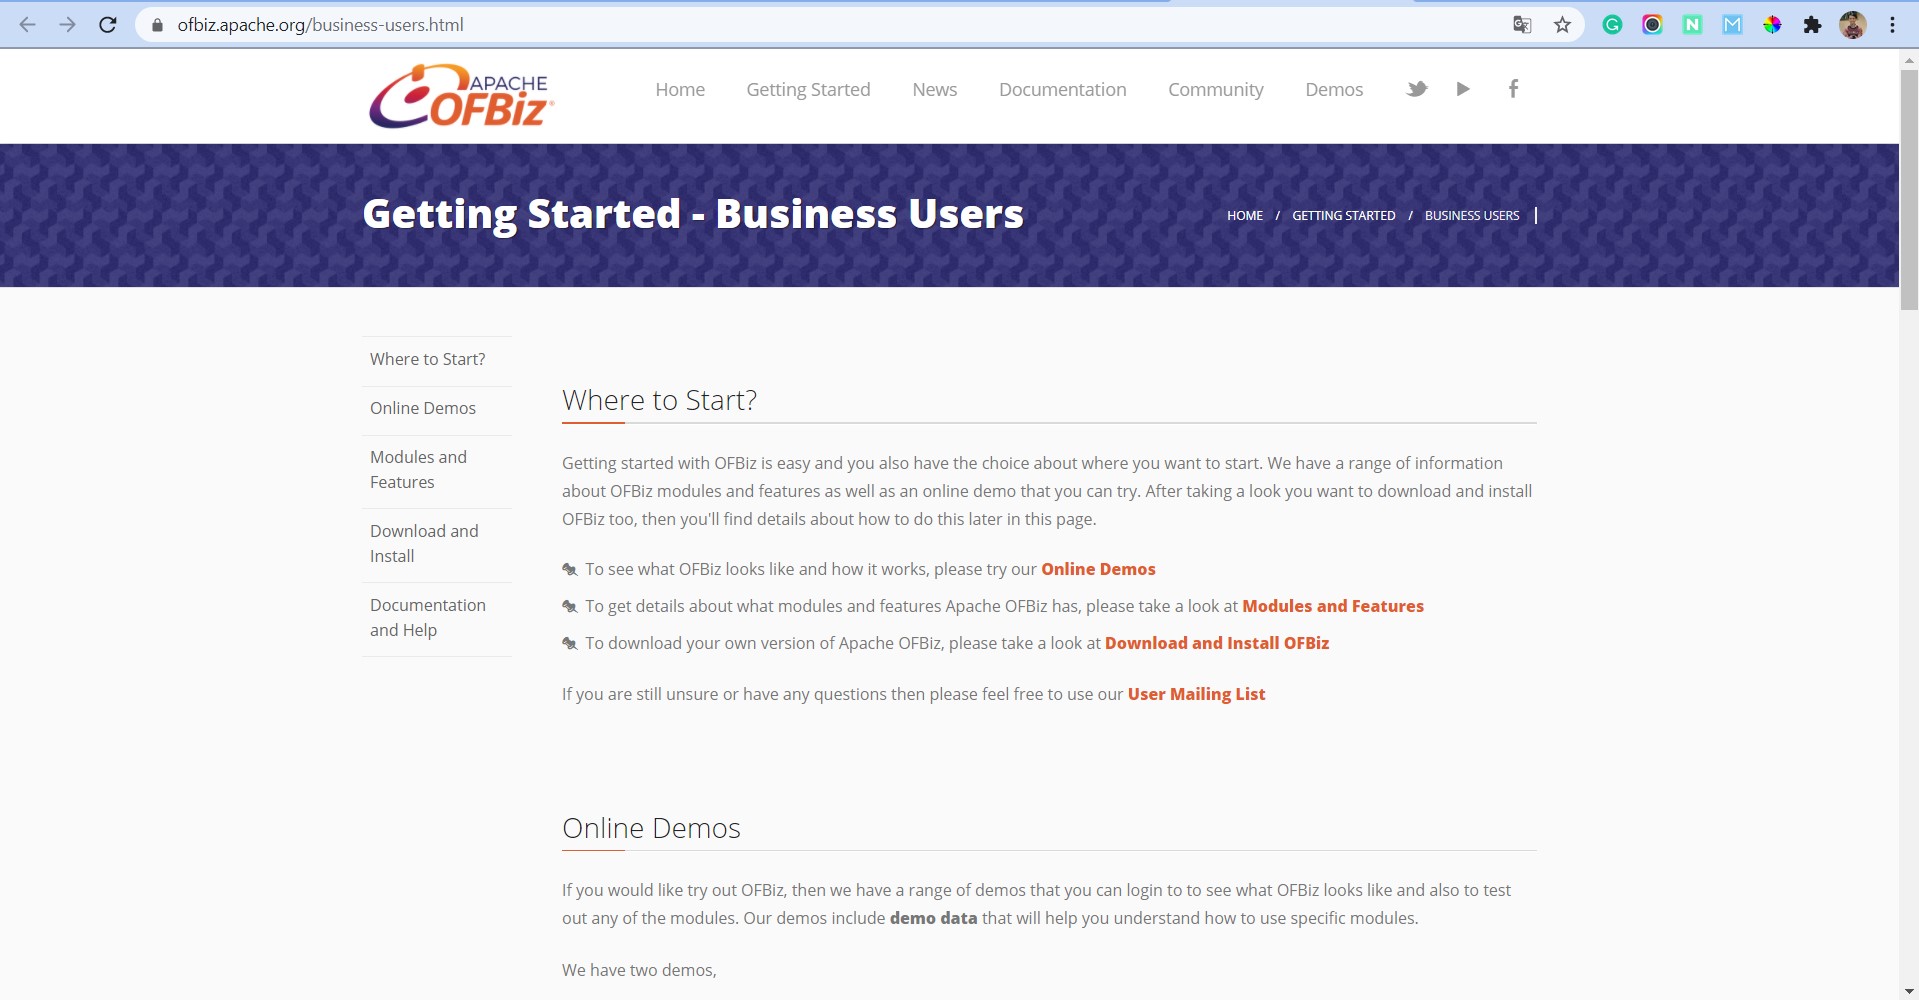 ofbiz.apache.org/business-users.html
APACHE
OFBiz
Home Getting Started News Documentation Community Demos
Getting Started - Business Users
HOME / GETTING STARTED / BUSINESS USERS
Where to Start?
Online Demos
Modules and
Features
Download and
Install
Documentation
and Help
Where to Start?
Getting started with OFBiz is easy and you also have the choice about where you want to start. We have a range of information
about OFBiz modules and features as well as an online demo that you can try. After taking a look you want to download and install
OFBiz too, then you'll find details about how to do this later in this page.
To see what OFBiz looks like and how it works, please try our Online Demos
To get details about what modules and features Apache OFBiz has, please take a look at Modules and Features
To download your own version of Apache OFBiz, please take a look at Download and Install OFBiz
If you are still unsure or have any questions then please feel free to use our User Mailing List
Online Demos
If you would like try out OFBiz, then we have a range of demos that you can login to to see what OFBiz looks like and also to test
out any of the modules. Our demos include demo data that will help you understand how to use specific modules.
We have two demos,